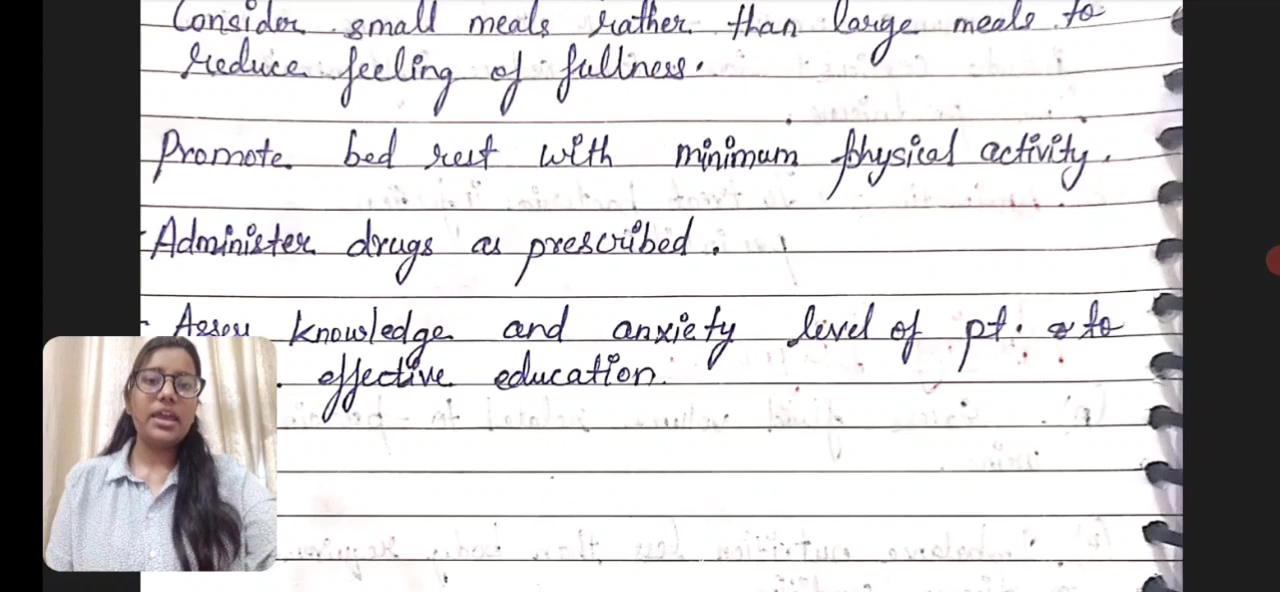 Consider small meals rather than large meals to
reduce feeling of fullness.
Promote bed rest with minimum physical activity.
- Administer drugs as prescribed.
- Assess knowledge and anxiety level of pt. to
effective education.